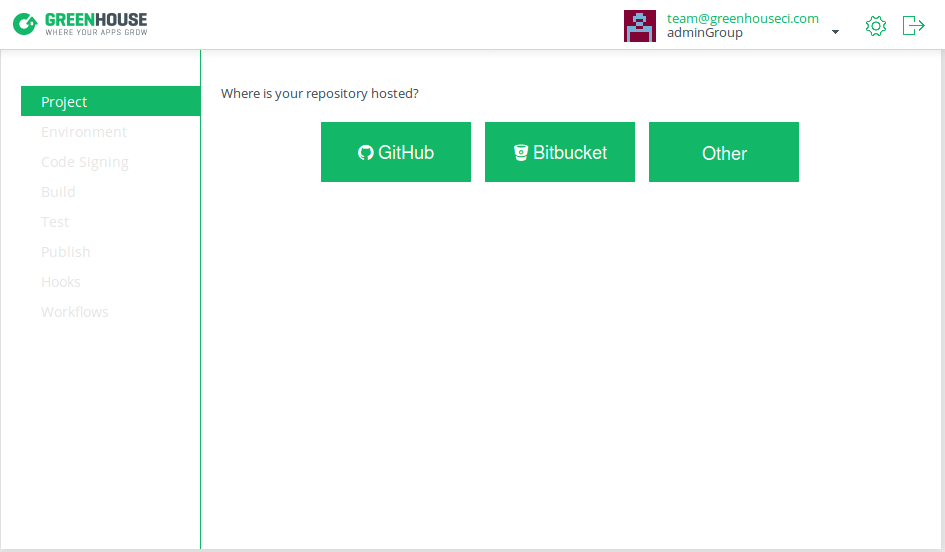 GREENHOUSE
WHERE YOUR APPS GROW
team@greenhouseci.com
adminGroup
Project
Environment
Code Signing
Build
Test
Publish
Hooks
Workflows
Where is your repository hosted?
GitHub
Bitbucket
Other